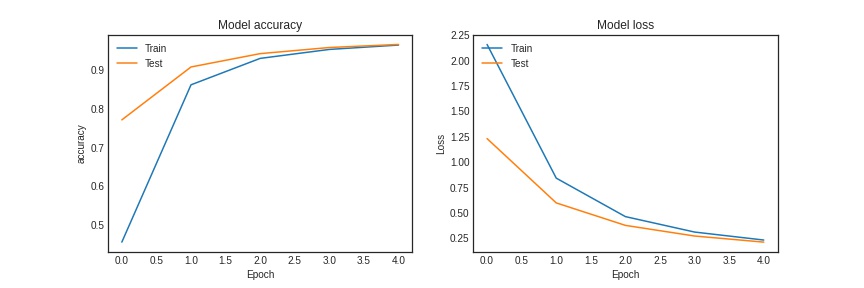 Model accuracy
Train
Test
0.9
0.8
0.7
0.6
0.5
accuracy
0.0 0.5 1.0 1.5 2.0 2.5 3.0 3.5 4.0
Epoch
Model loss
Train
Test
2.25
2.00
1.75
1.50
1.25
1.00
0.75
0.50
0.25
Loss
0.0 0.5 1.0 1.5 2.0 2.5 3.0 3.5 4.0
Epoch